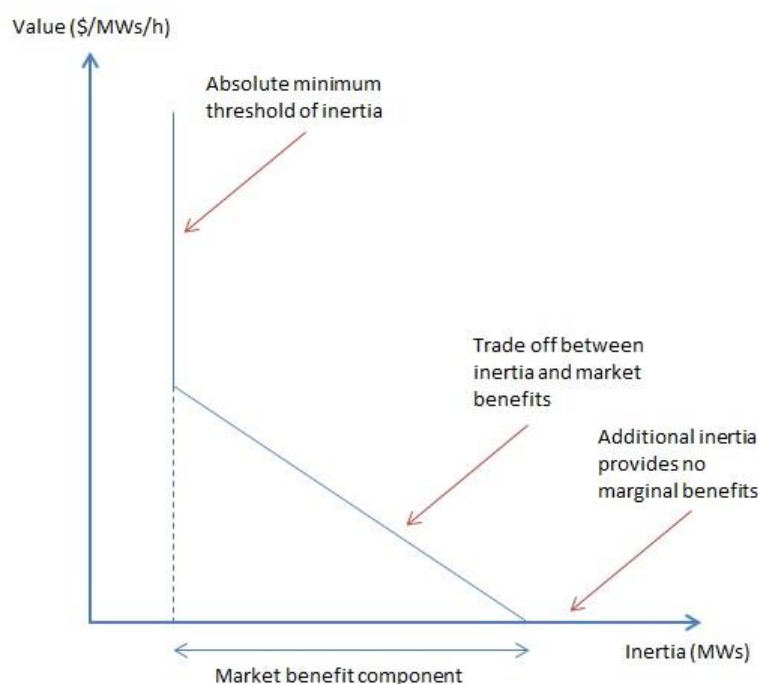 Value ($/MWs/h)
Absolute minimum
threshold of inertia
Trade off between
inertia and market
benefits
Additional inertia
provides no
marginal benefits
Inertia (MWs)
Market benefit component